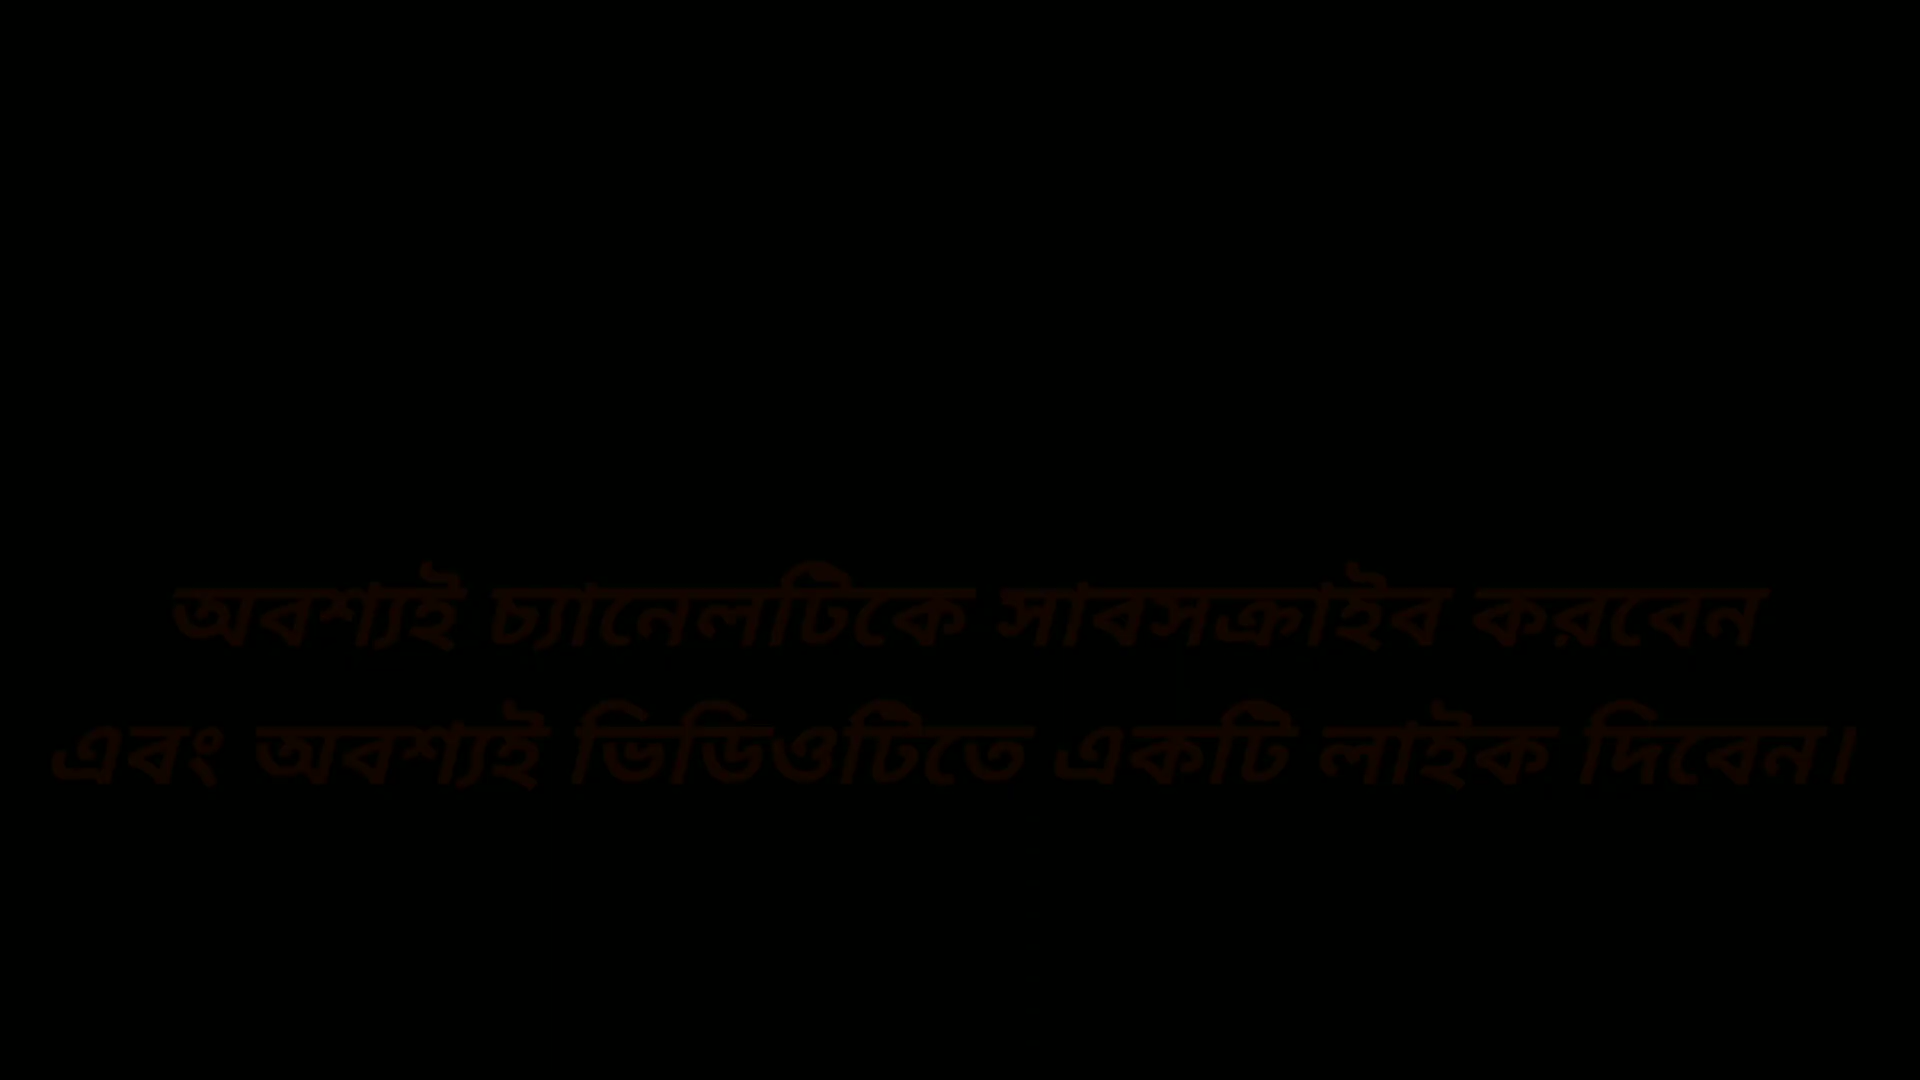 অবশ্যই চ্যানেলটিকে সাবসক্রাইব করবেন
এবং অবশ্যই ভিডিওটিতে একটি লাইক দিবেন।